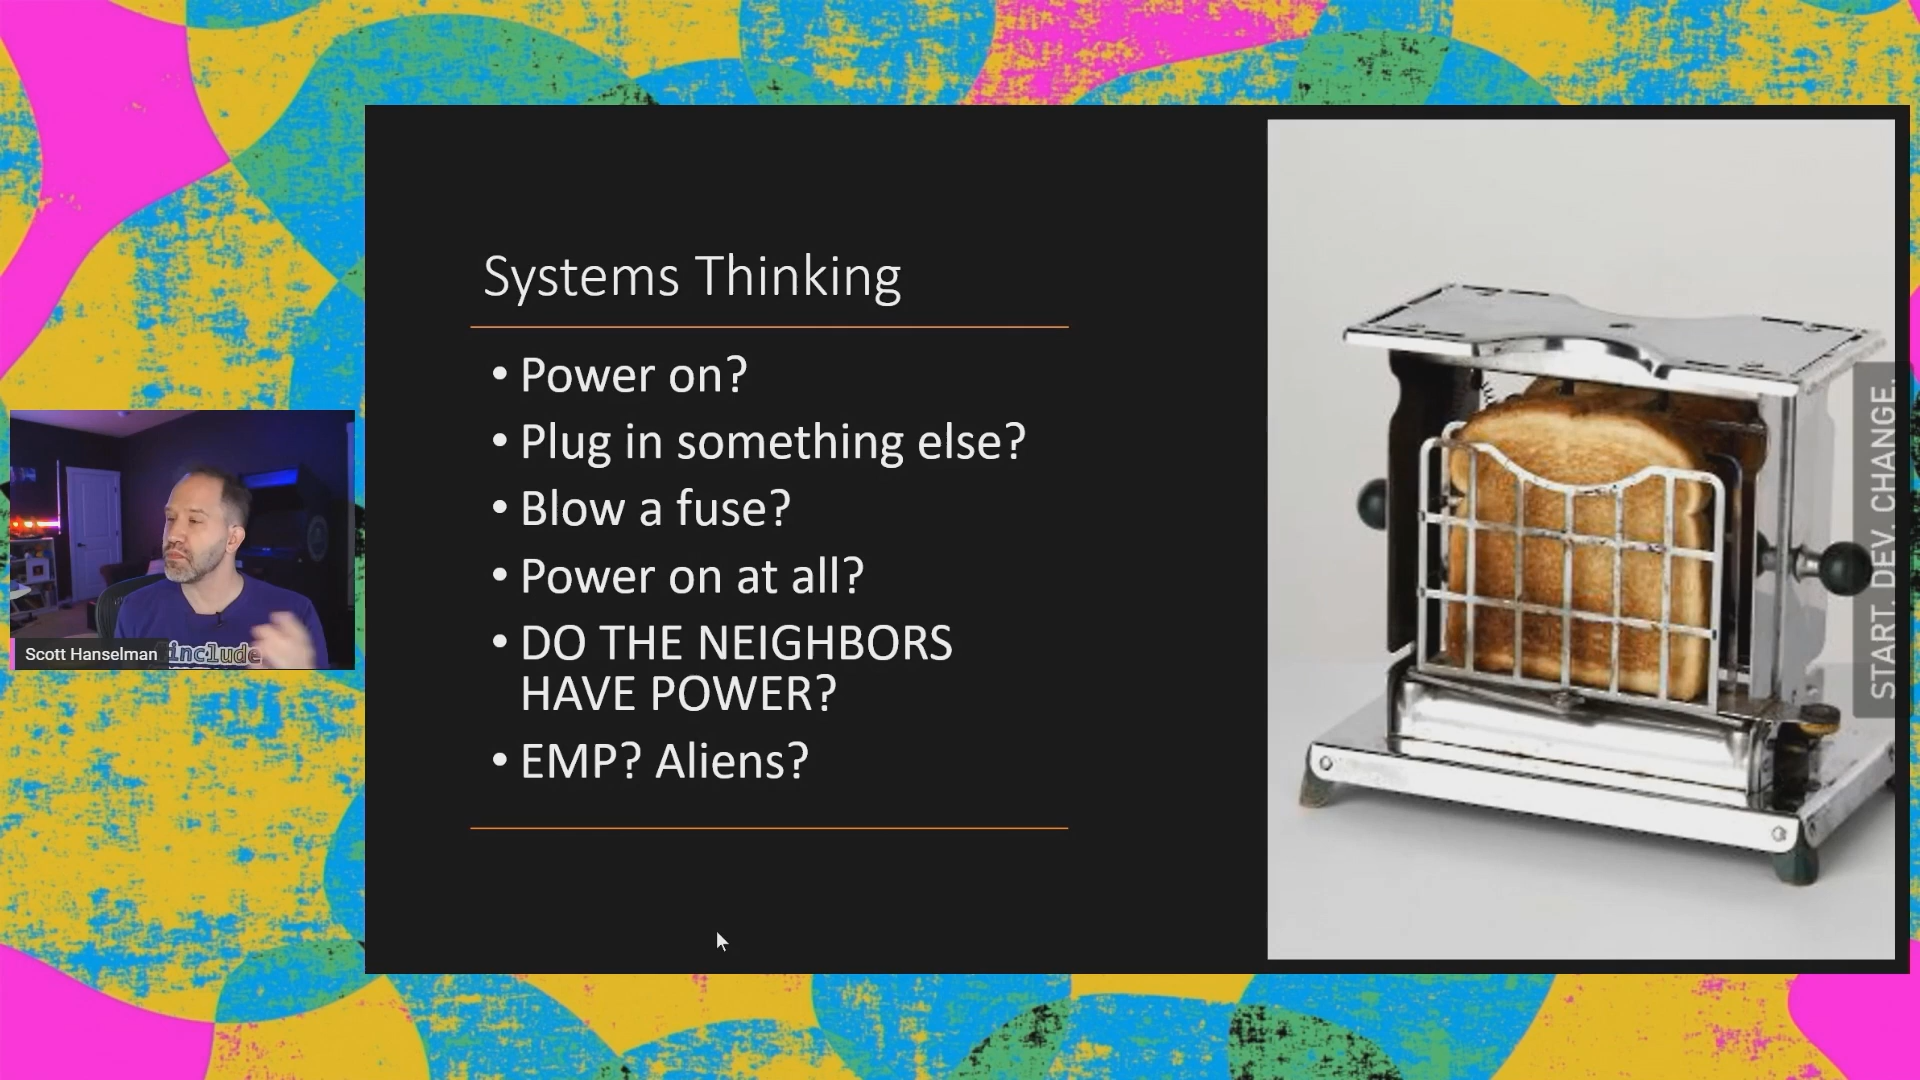 Systems Thinking
• Power on?
• Plug in something else?
• Blow a fuse?
• Power on at all?
• DO THE NEIGHBORS
HAVE POWER?
• EMP? Aliens?
START. DEV. CHANGE.
#include
Scott Hanselman